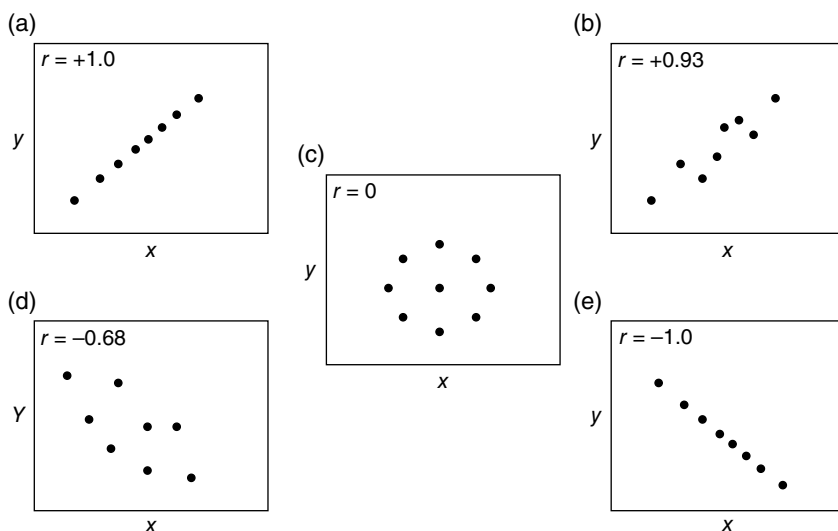 (a)
r = +1.0
y
x
(b)
r = +0.93
y
x
(c)
r = 0
y
x
(d)
r = –0.68
Y
x
(e)
r = –1.0
y
x